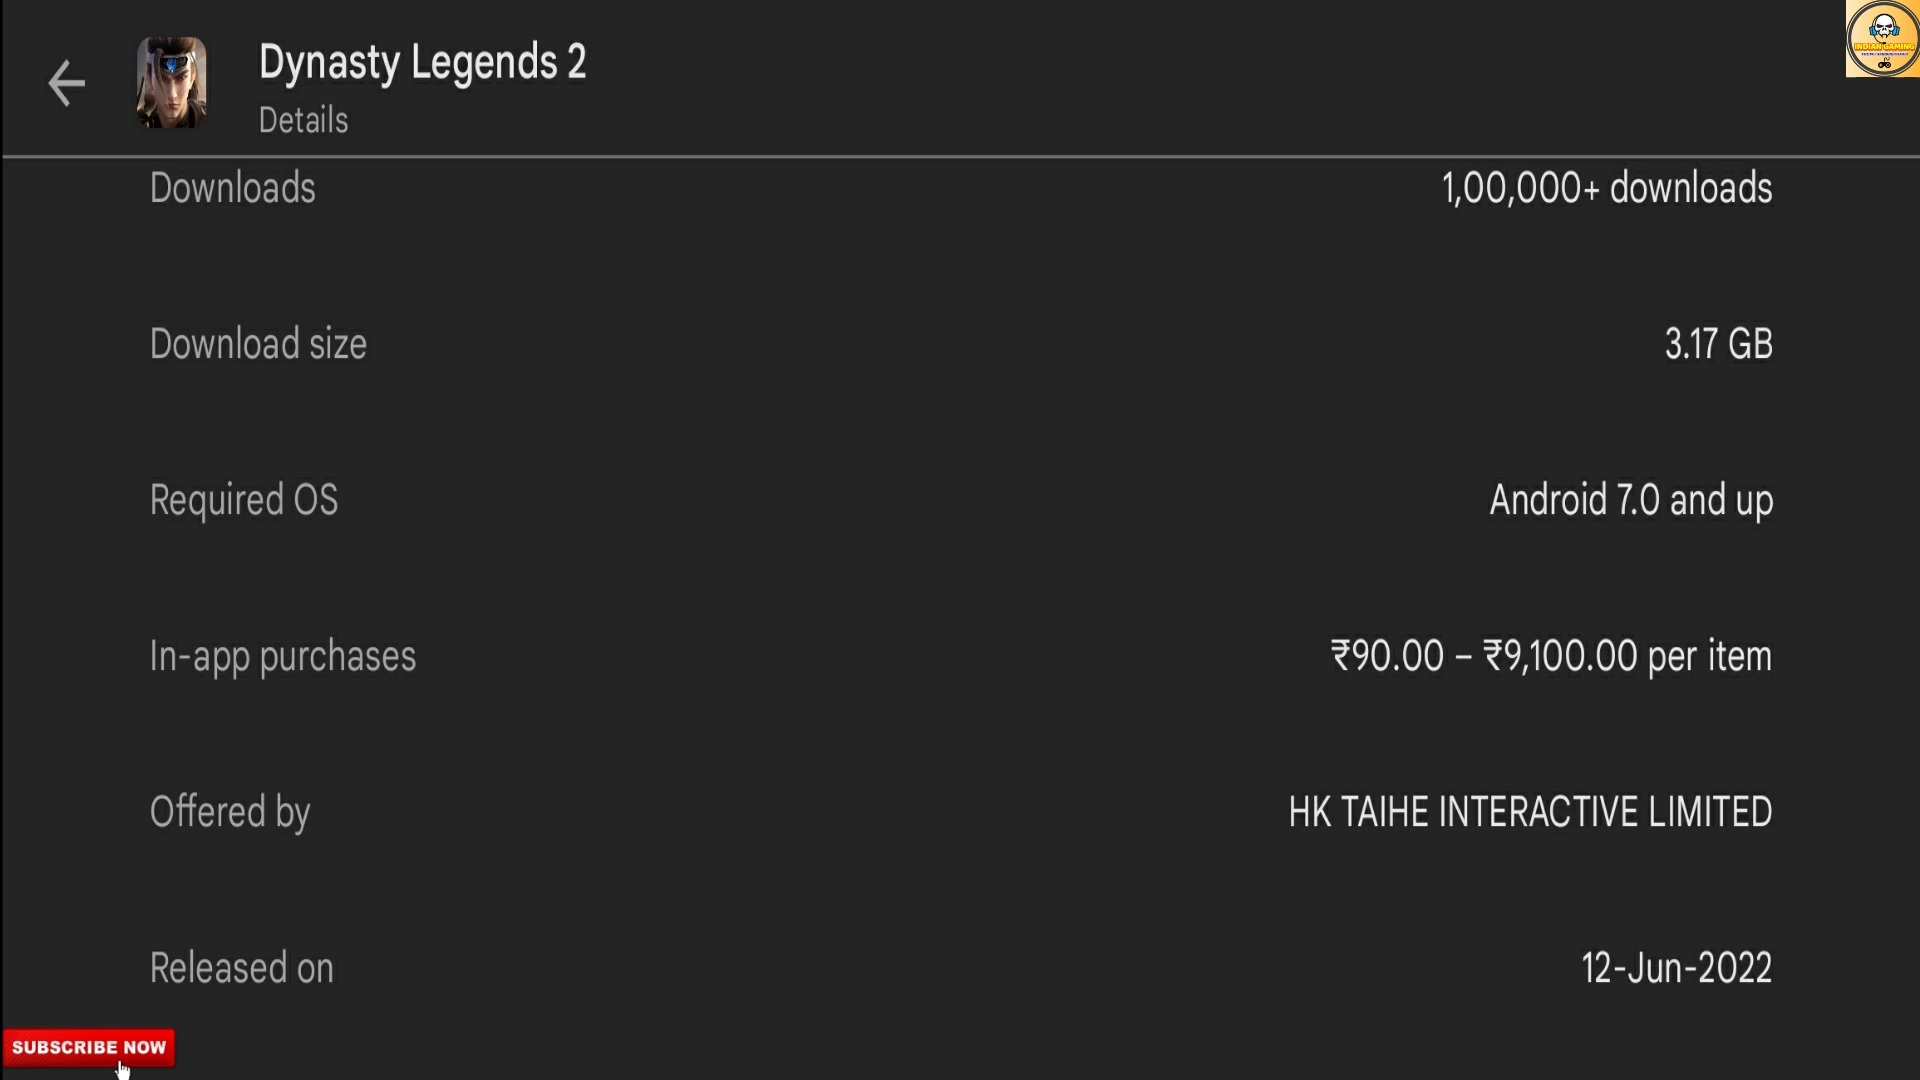 Dynasty Legends 2
Details
INDIAN GAMING
Downloads 1,00,000+ downloads
Download size 3.17 GB
Required OS Android 7.0 and up
In-app purchases ₹90.00 – ₹9,100.00 per item
Offered by HK TAIHE INTERACTIVE LIMITED
Released on 12-Jun-2022
SUBSCRIBE NOW